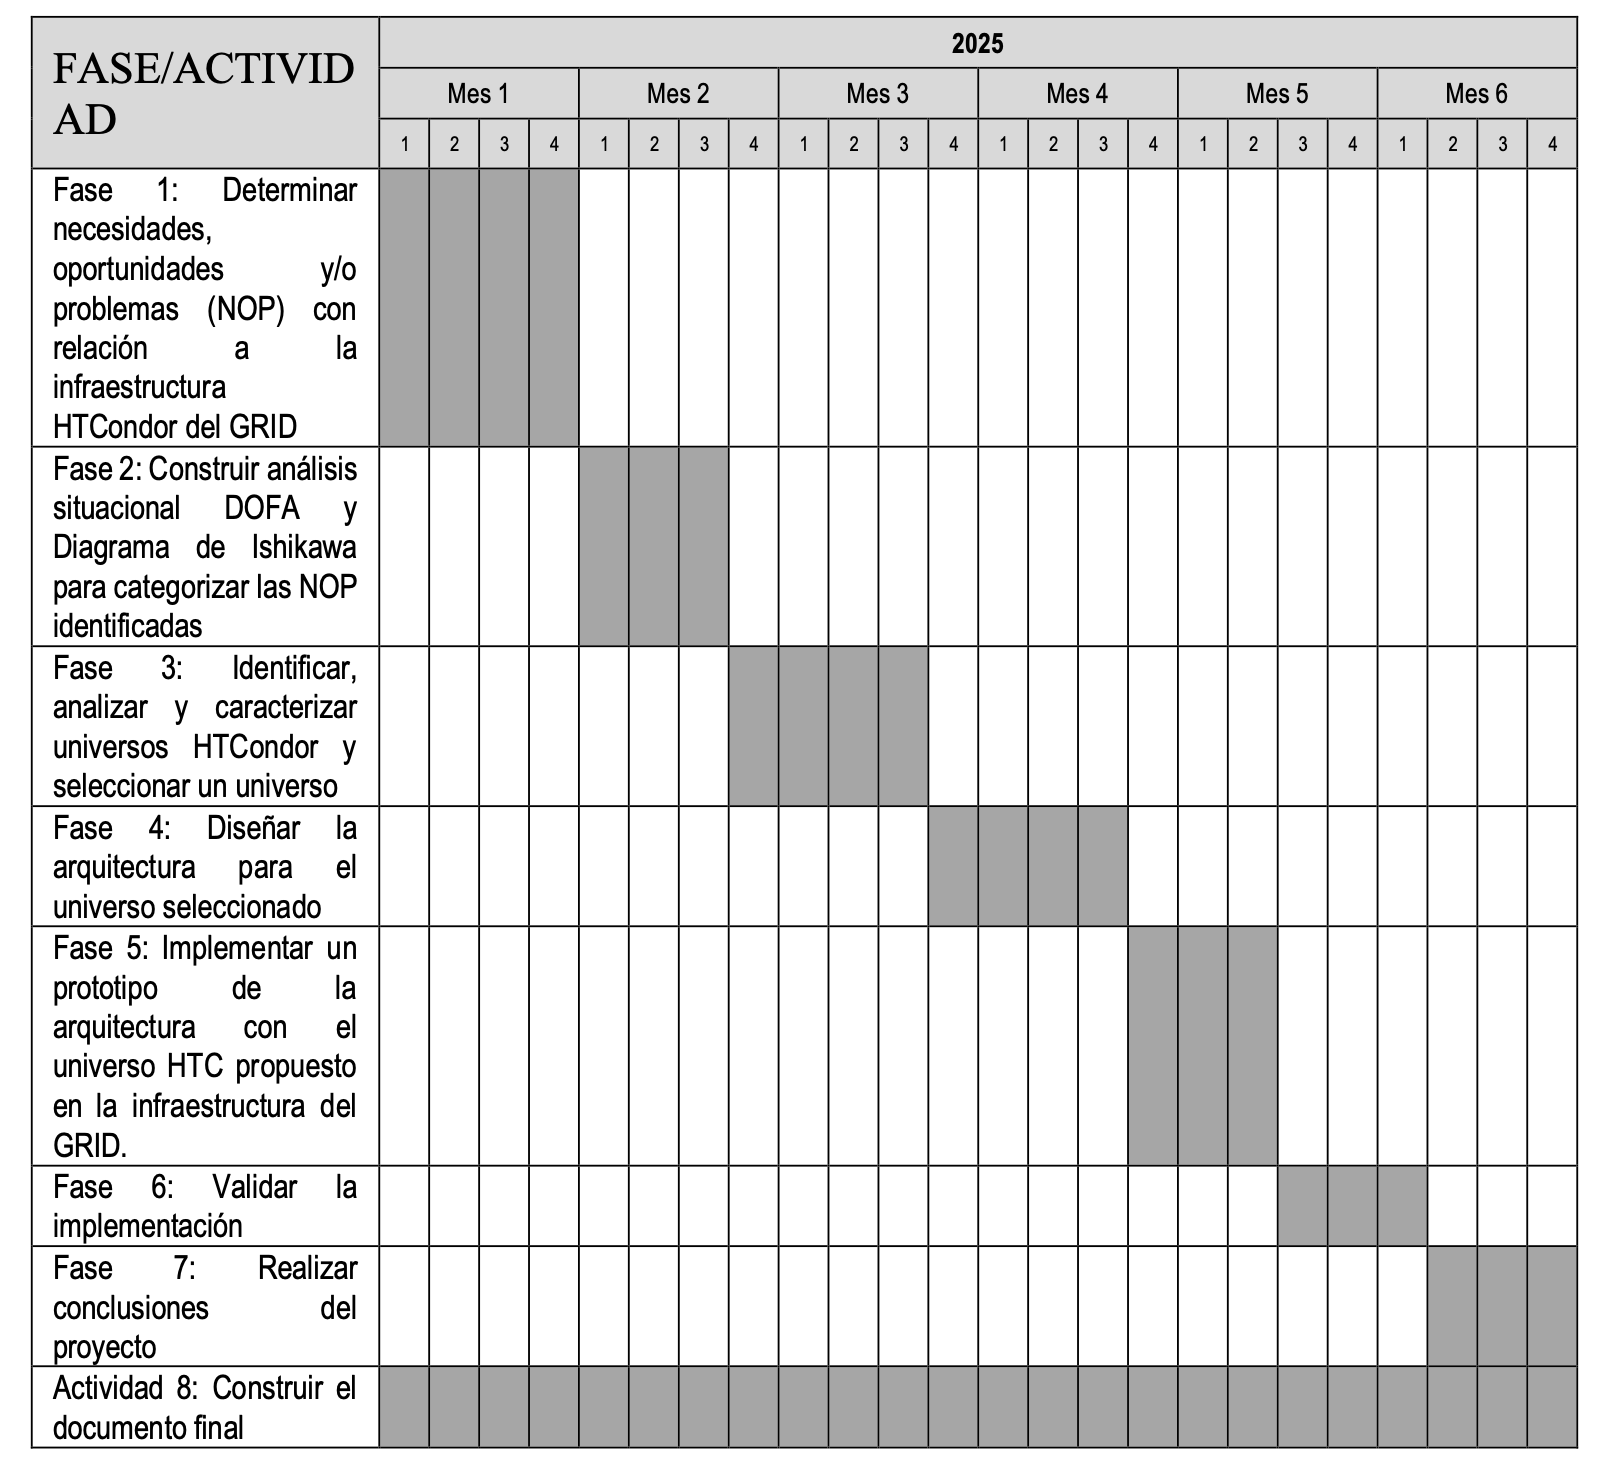 FASE/ACTIVID
AD
2025
Mes 1 Mes 2 Mes 3 Mes 4 Mes 5 Mes 6
1 2 3 4 1 2 3 4 1 2 3 4 1 2 3 4 1 2 3 4 1 2 3 4
Fase 1: Determinar
necesidades,
oportunidades y/o
problemas (NOP) con
relación a la
infraestructura
HTCondor del GRID
Fase 2: Construir análisis
situacional DOFA y
Diagrama de Ishikawa
para categorizar las NOP
identificadas
Fase 3: Identificar,
analizar y caracterizar
universos HTCondor y
seleccionar un universo
Fase 4: Diseñar la
arquitectura para el
universo seleccionado
Fase 5: Implementar un
prototipo de la
arquitectura con el
universo HTC propuesto
en la infraestructura del
GRID.
Fase 6: Validar la
implementación
Fase 7: Realizar
conclusiones del
proyecto
Actividad 8: Construir el
documento final